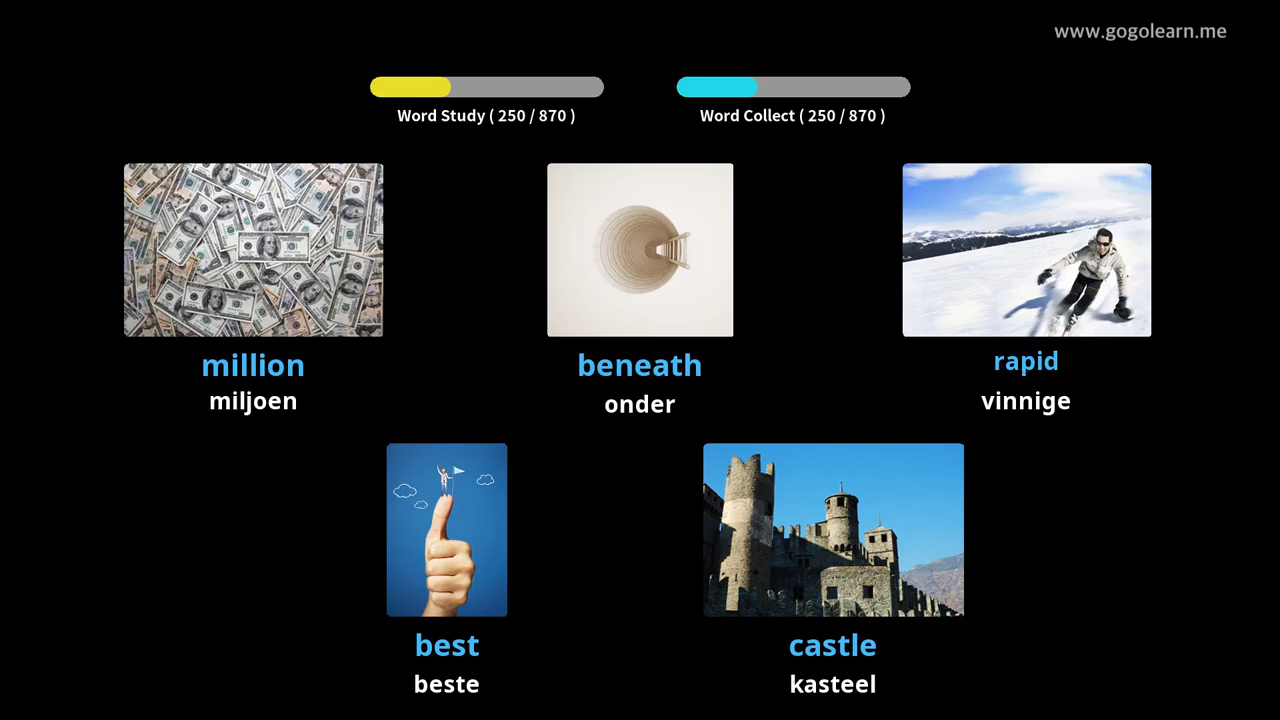 www.gogolearn.me
Word Study ( 250 / 870 )
Word Collect ( 250 / 870 )
million
miljoen
beneath
onder
rapid
vinnige
best
beste
castle
kasteel